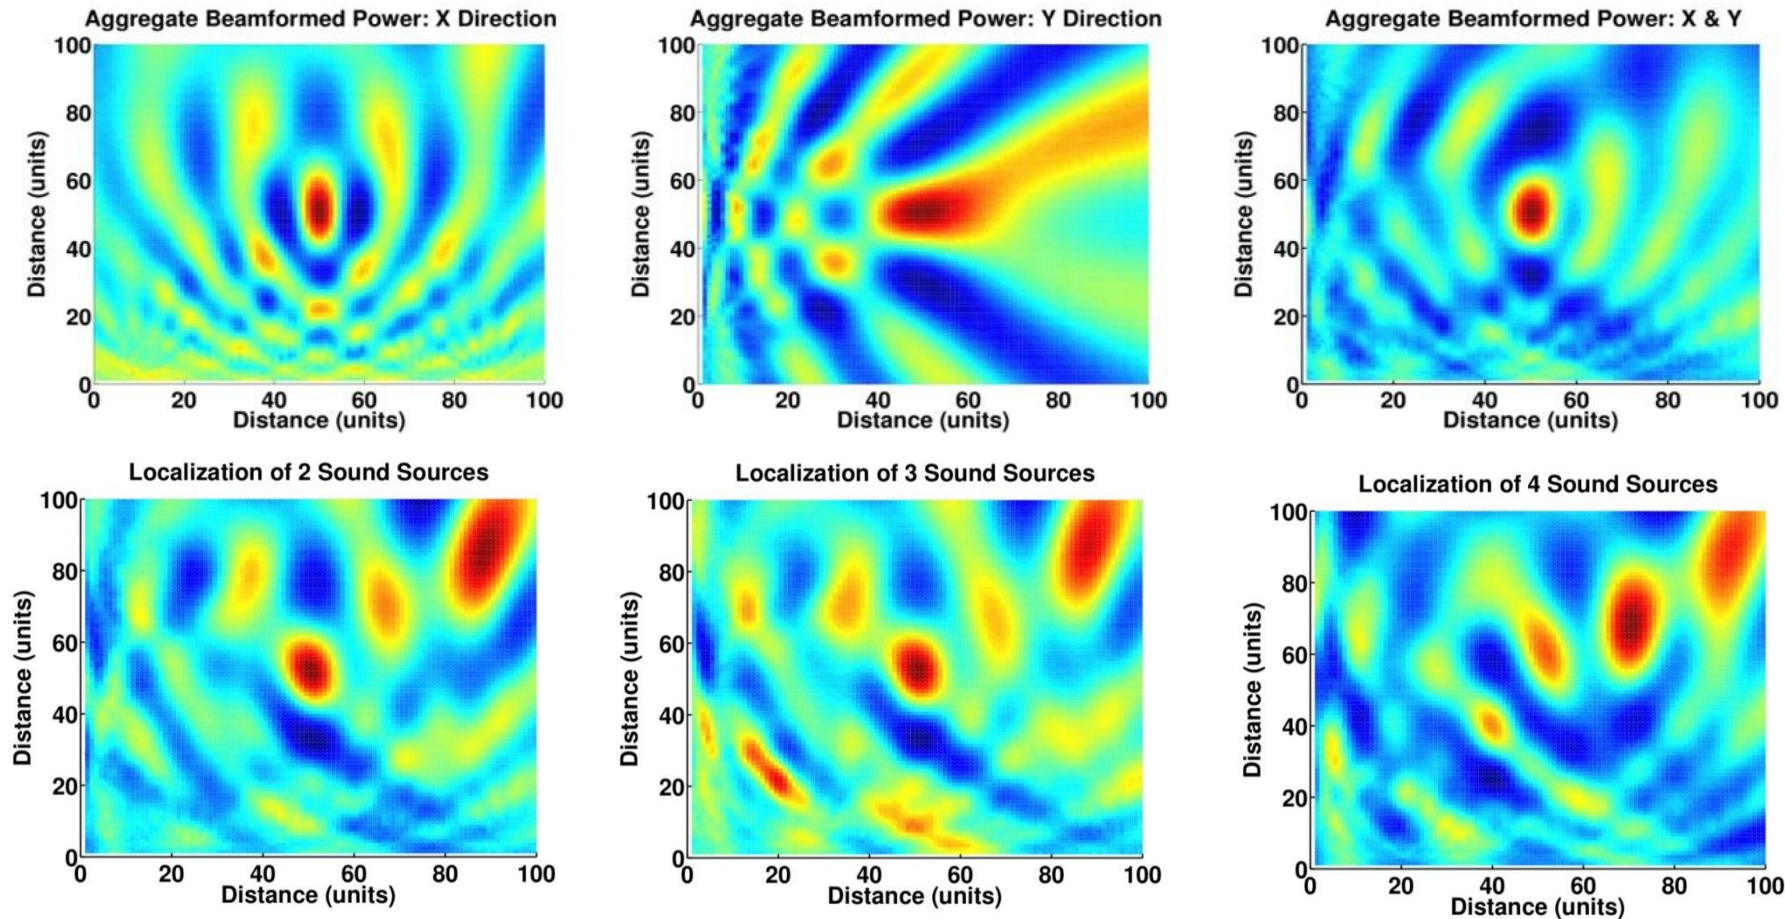 Aggregate Beamformed Power: X Direction
100
80
60
40
20
0
Distance (units)
0 20 40 60 80 100
Distance (units)
Aggregate Beamformed Power: Y Direction
100
80
60
40
20
0
Distance (units)
0 20 40 60 80 100
Distance (units)
Aggregate Beamformed Power: X & Y
100
80
60
40
20
0
Distance (units)
0 20 40 60 80 100
Distance (units)
Localization of 2 Sound Sources
100
80
60
40
20
0
Distance (units)
0 20 40 60 80 100
Distance (units)
Localization of 3 Sound Sources
100
80
60
40
20
0
Distance (units)
0 20 40 60 80 100
Distance (units)
Localization of 4 Sound Sources
100
80
60
40
20
0
Distance (units)
0 20 40 60 80 100
Distance (units)